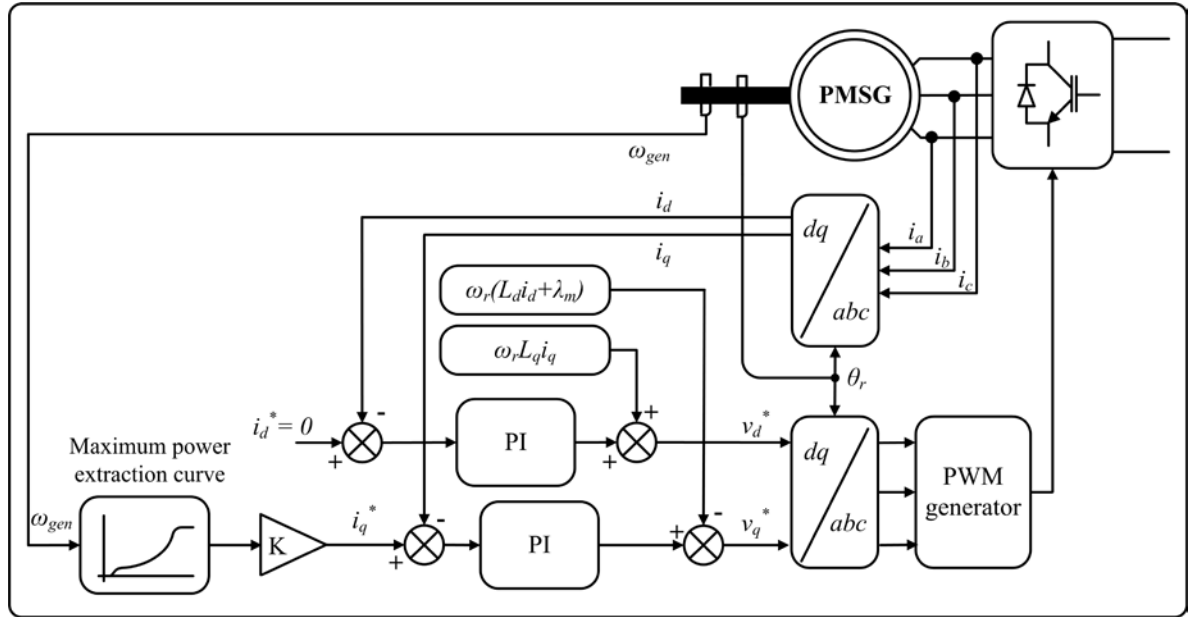 PMSG
ω_gen
i_d
i_q
dq
abc
i_a
i_b
i_c
ω_r(L_d i_d+λ_m)
ω_r L_q i_q
θ_r
i_d^* = 0
-
+
PI
+
+
v_d^*
dq
abc
PWM
generator
Maximum power
extraction curve
ω_gen
K
i_q^*
-
+
PI
+
-
v_q^*